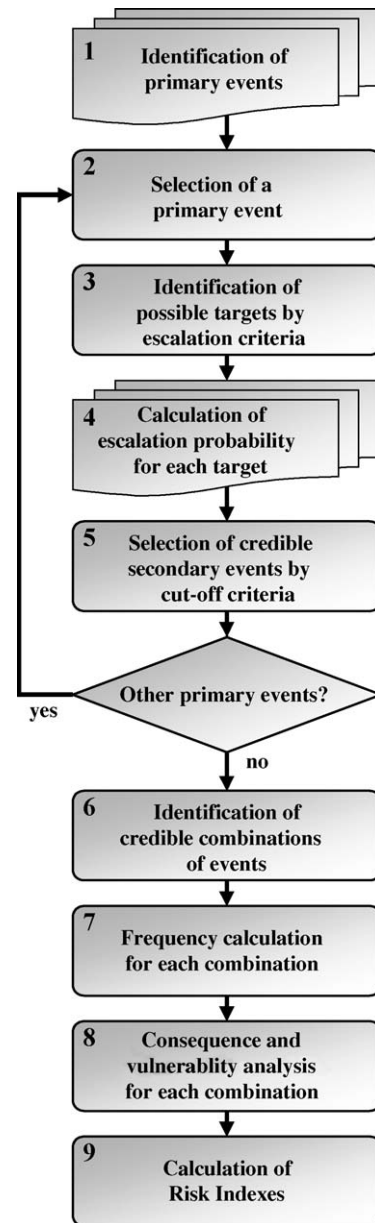 1
Identification of
primary events
2
Selection of a
primary event
3
Identification of
possible targets by
escalation criteria
4
Calculation of
escalation probability
for each target
5
Selection of credible
secondary events by
cut-off criteria
Other primary events?
yes
no
6
Identification of
credible combinations
of events
7
Frequency calculation
for each combination
8
Consequence and
vulnerablity analysis
for each combination
9
Calculation of
Risk Indexes